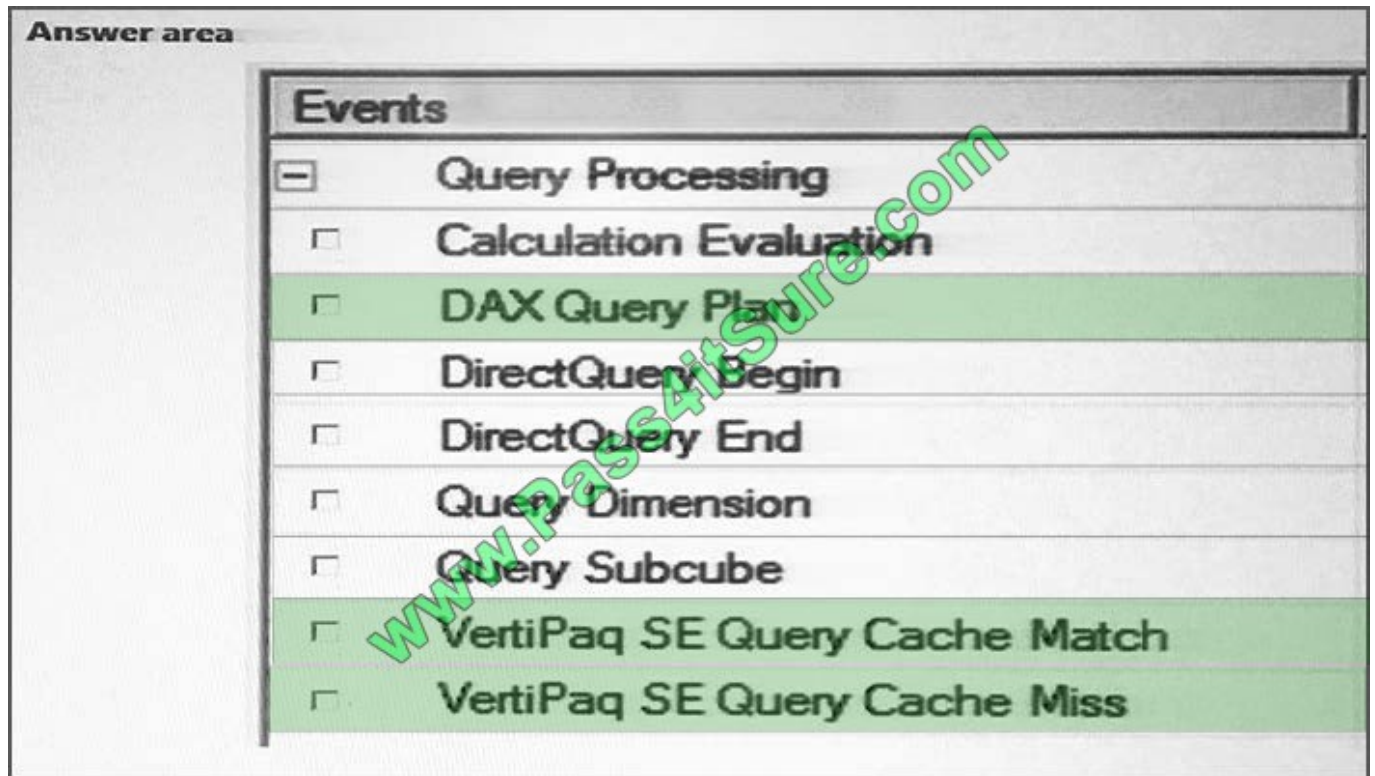 Answer area
Events
Query Processing
Calculation Evaluation
DAX Query Plan
DirectQuery Begin
DirectQuery End
Query Dimension
Query Subcube
VertiPaq SE Query Cache Match
VertiPaq SE Query Cache Miss
www.Pass4itSure.com